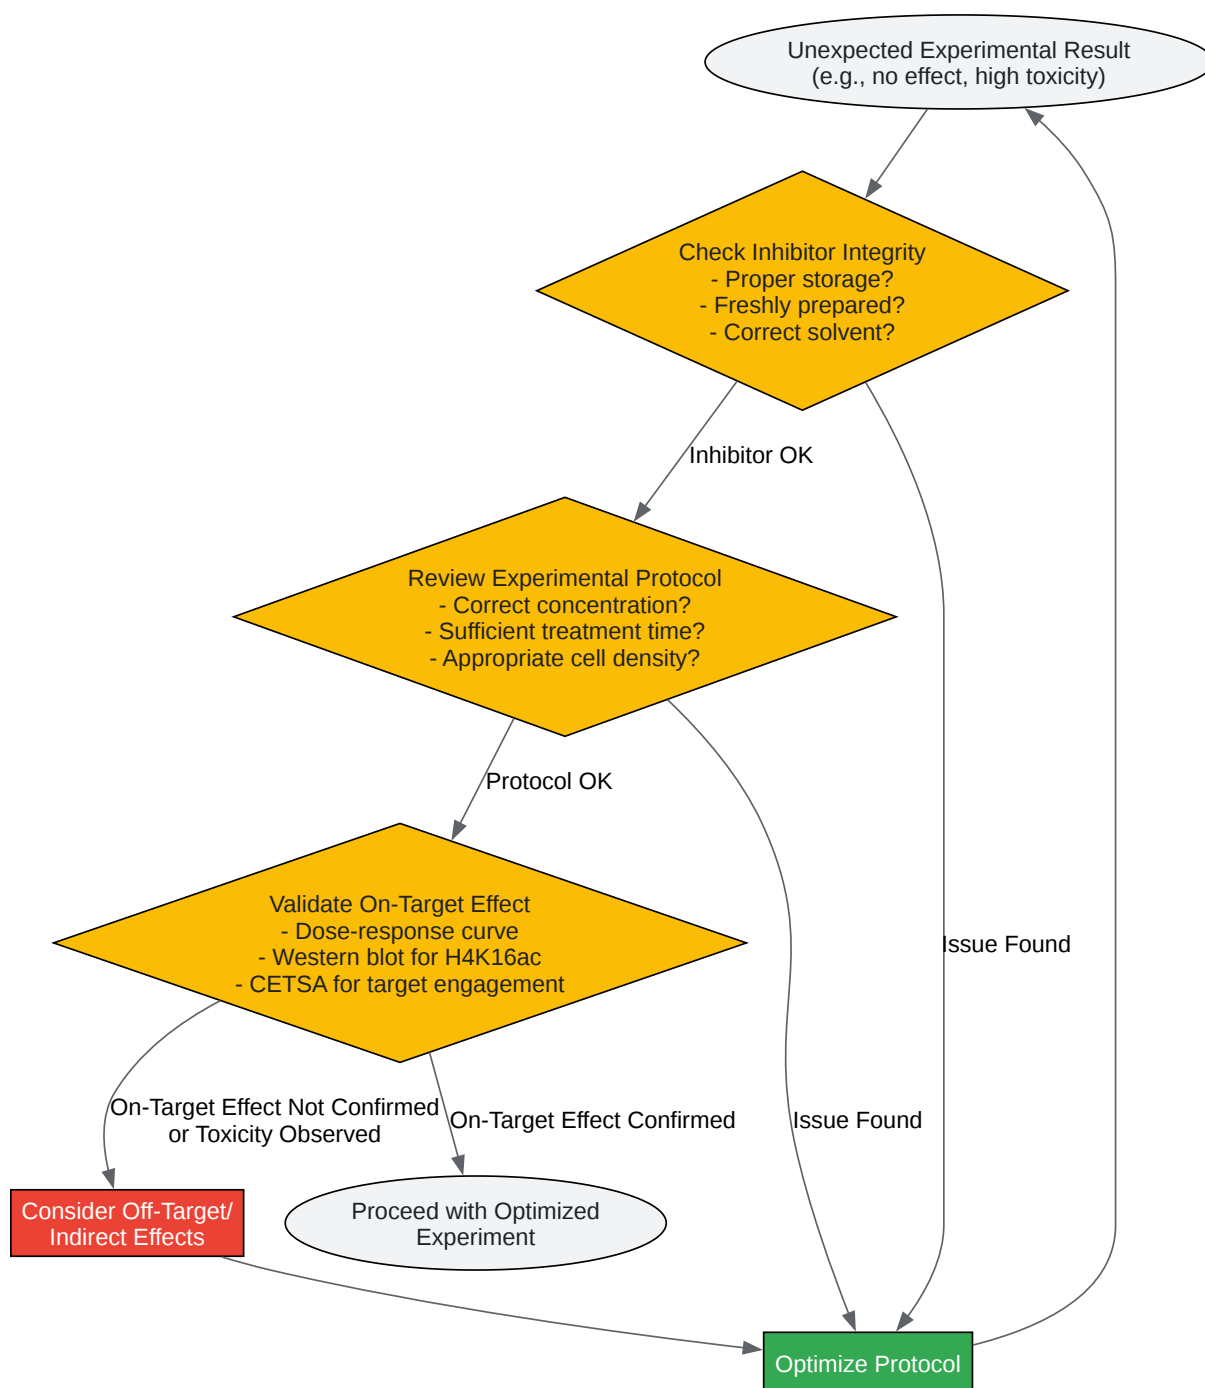 Unexpected Experimental Result
(e.g., no effect, high toxicity)
Check Inhibitor Integrity
- Proper storage?
- Freshly prepared?
- Correct solvent?
Inhibitor OK
Review Experimental Protocol
- Correct concentration?
- Sufficient treatment time?
- Appropriate cell density?
Protocol OK
Validate On-Target Effect
- Dose-response curve
- Western blot for H4K16ac
- CETSA for target engagement
Issue Found
On-Target Effect Not Confirmed
or Toxicity Observed
On-Target Effect Confirmed
Issue Found
Consider Off-Target/
Indirect Effects
Proceed with Optimized
Experiment
Optimize Protocol